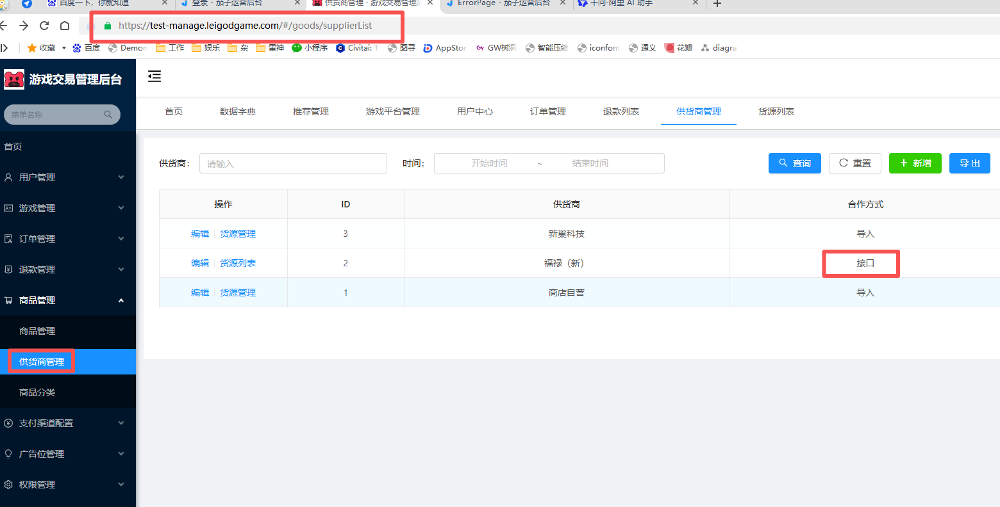 百度一下，你就知道
登录 - 茄子运营后台
供货商管理 · 游戏交易管理后
ErrorPage - 茄子运营后台
千问-阿里 AI 助手
https://test-manage.leigodgame.com/#/goods/supplierList
收藏 百度 Demon 工作 娱乐 杂 雷神 小程序 Civitai: 图寻 AppStor GW树洞 智能压缩 iconfont 通义 花瓣 diagra
游戏交易管理后台
菜单名称
首页
用户管理
游戏管理
订单管理
退款管理
商品管理
商品管理
供货商管理
商品分类
支付渠道配置
广告位管理
权限管理
首页 数据字典 推荐管理 游戏平台管理 用户中心 订单管理 退款列表 供货商管理 货源列表
供货商: 请输入 时间: 开始时间 ~ 结束时间 查询 重置 新增 导 出
操作 ID 供货商 合作方式
编辑 货源管理 3 新巢科技 导入
编辑 货源列表 2 福禄（新） 接口
编辑 货源管理 1 商店自营 导入